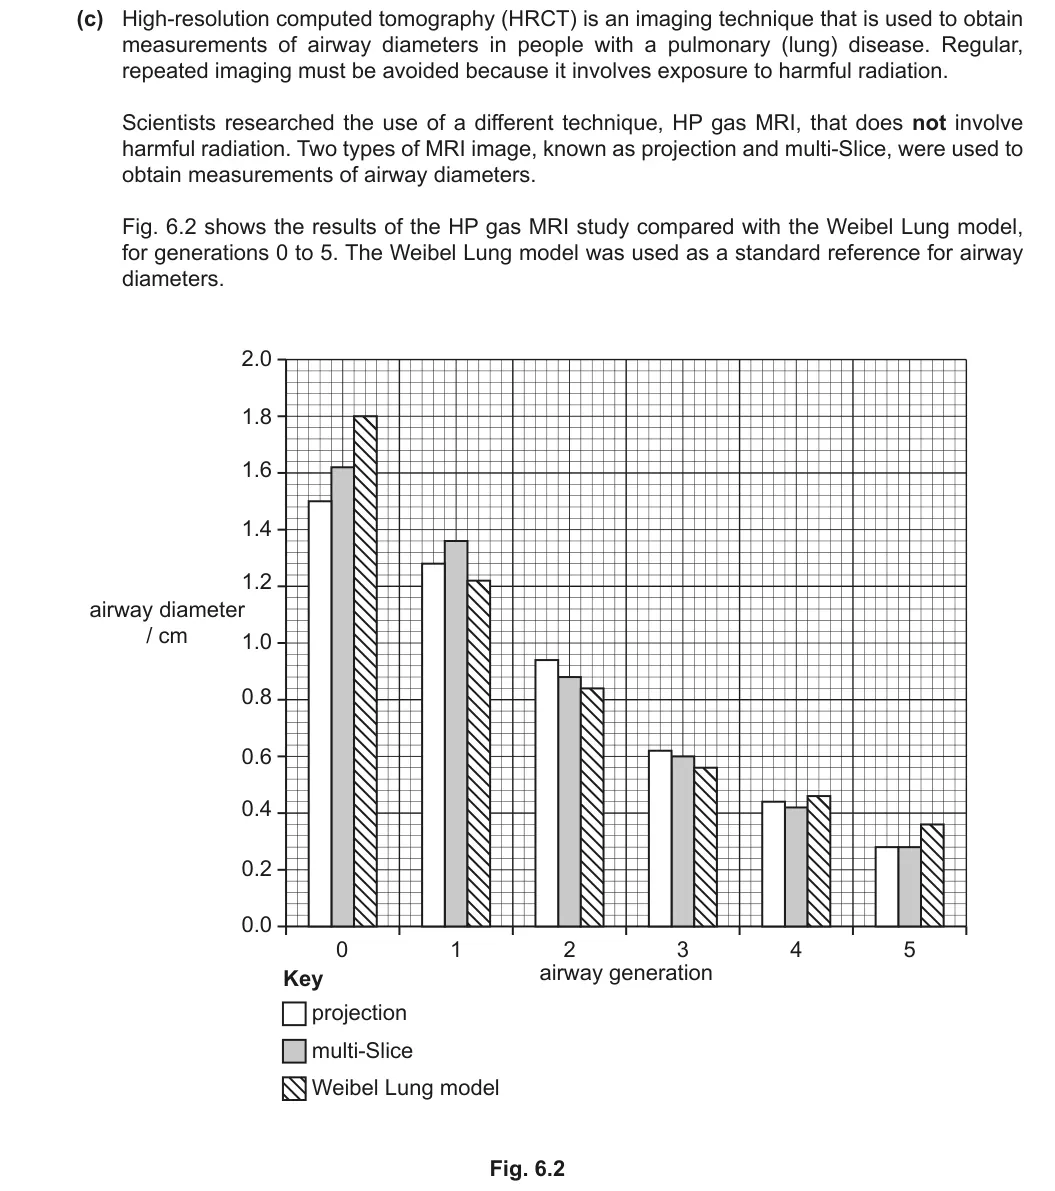 (c) High-resolution computed tomography (HRCT) is an imaging technique that is used to obtain
measurements of airway diameters in people with a pulmonary (lung) disease. Regular,
repeated imaging must be avoided because it involves exposure to harmful radiation.
Scientists researched the use of a different technique, HP gas MRI, that does not involve
harmful radiation. Two types of MRI image, known as projection and multi-Slice, were used to
obtain measurements of airway diameters.
Fig. 6.2 shows the results of the HP gas MRI study compared with the Weibel Lung model,
for generations 0 to 5. The Weibel Lung model was used as a standard reference for airway
diameters.
2.0
1.8
1.6
1.4
1.2
airway diameter
/ cm
1.0
0.8
0.6
0.4
0.2
0.0
0 1 2 3 4 5
airway generation
Key
projection
multi-Slice
Weibel Lung model
Fig. 6.2